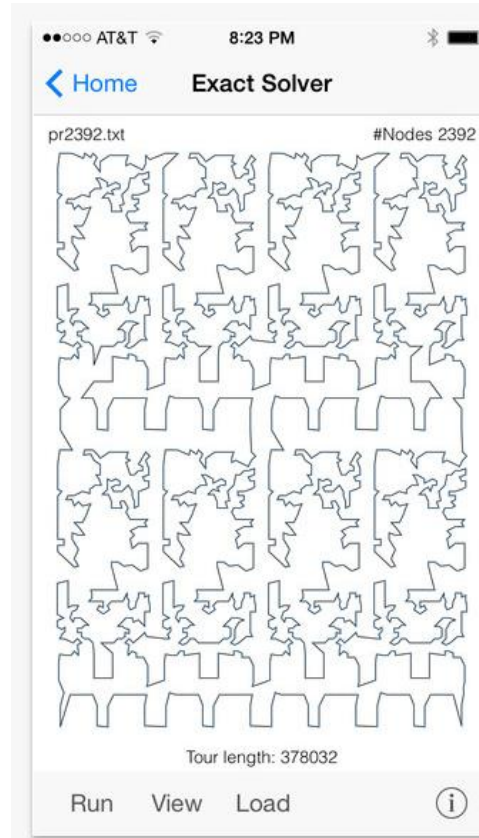 AT&T 8:23 PM
Home Exact Solver
pr2392.txt #Nodes 2392
Tour length: 378032
Run View Load i